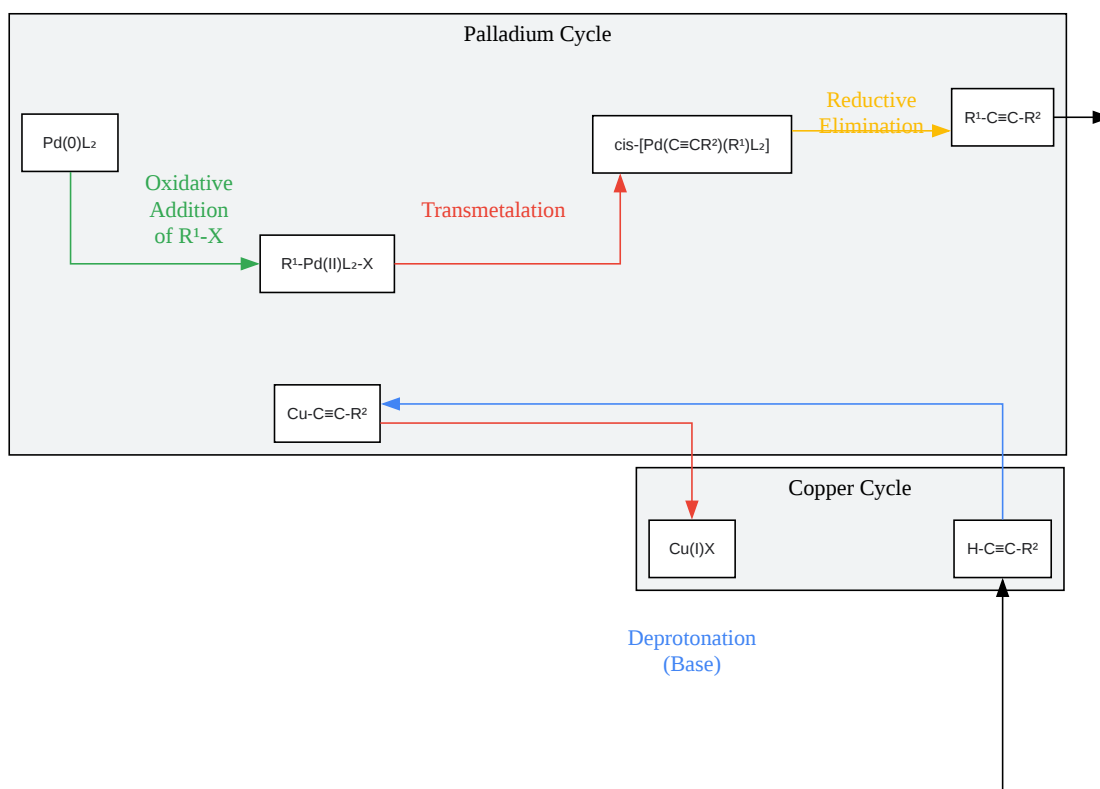 Palladium Cycle
Pd(0)L₂
Oxidative
Addition
of R¹-X
R¹-Pd(II)L₂-X
Transmetalation
cis-[Pd(C≡CR²)(R¹)L₂]
Reductive
Elimination
R¹-C≡C-R²
Cu-C≡C-R²
Copper Cycle
Cu(I)X
H-C≡C-R²
Deprotonation
(Base)